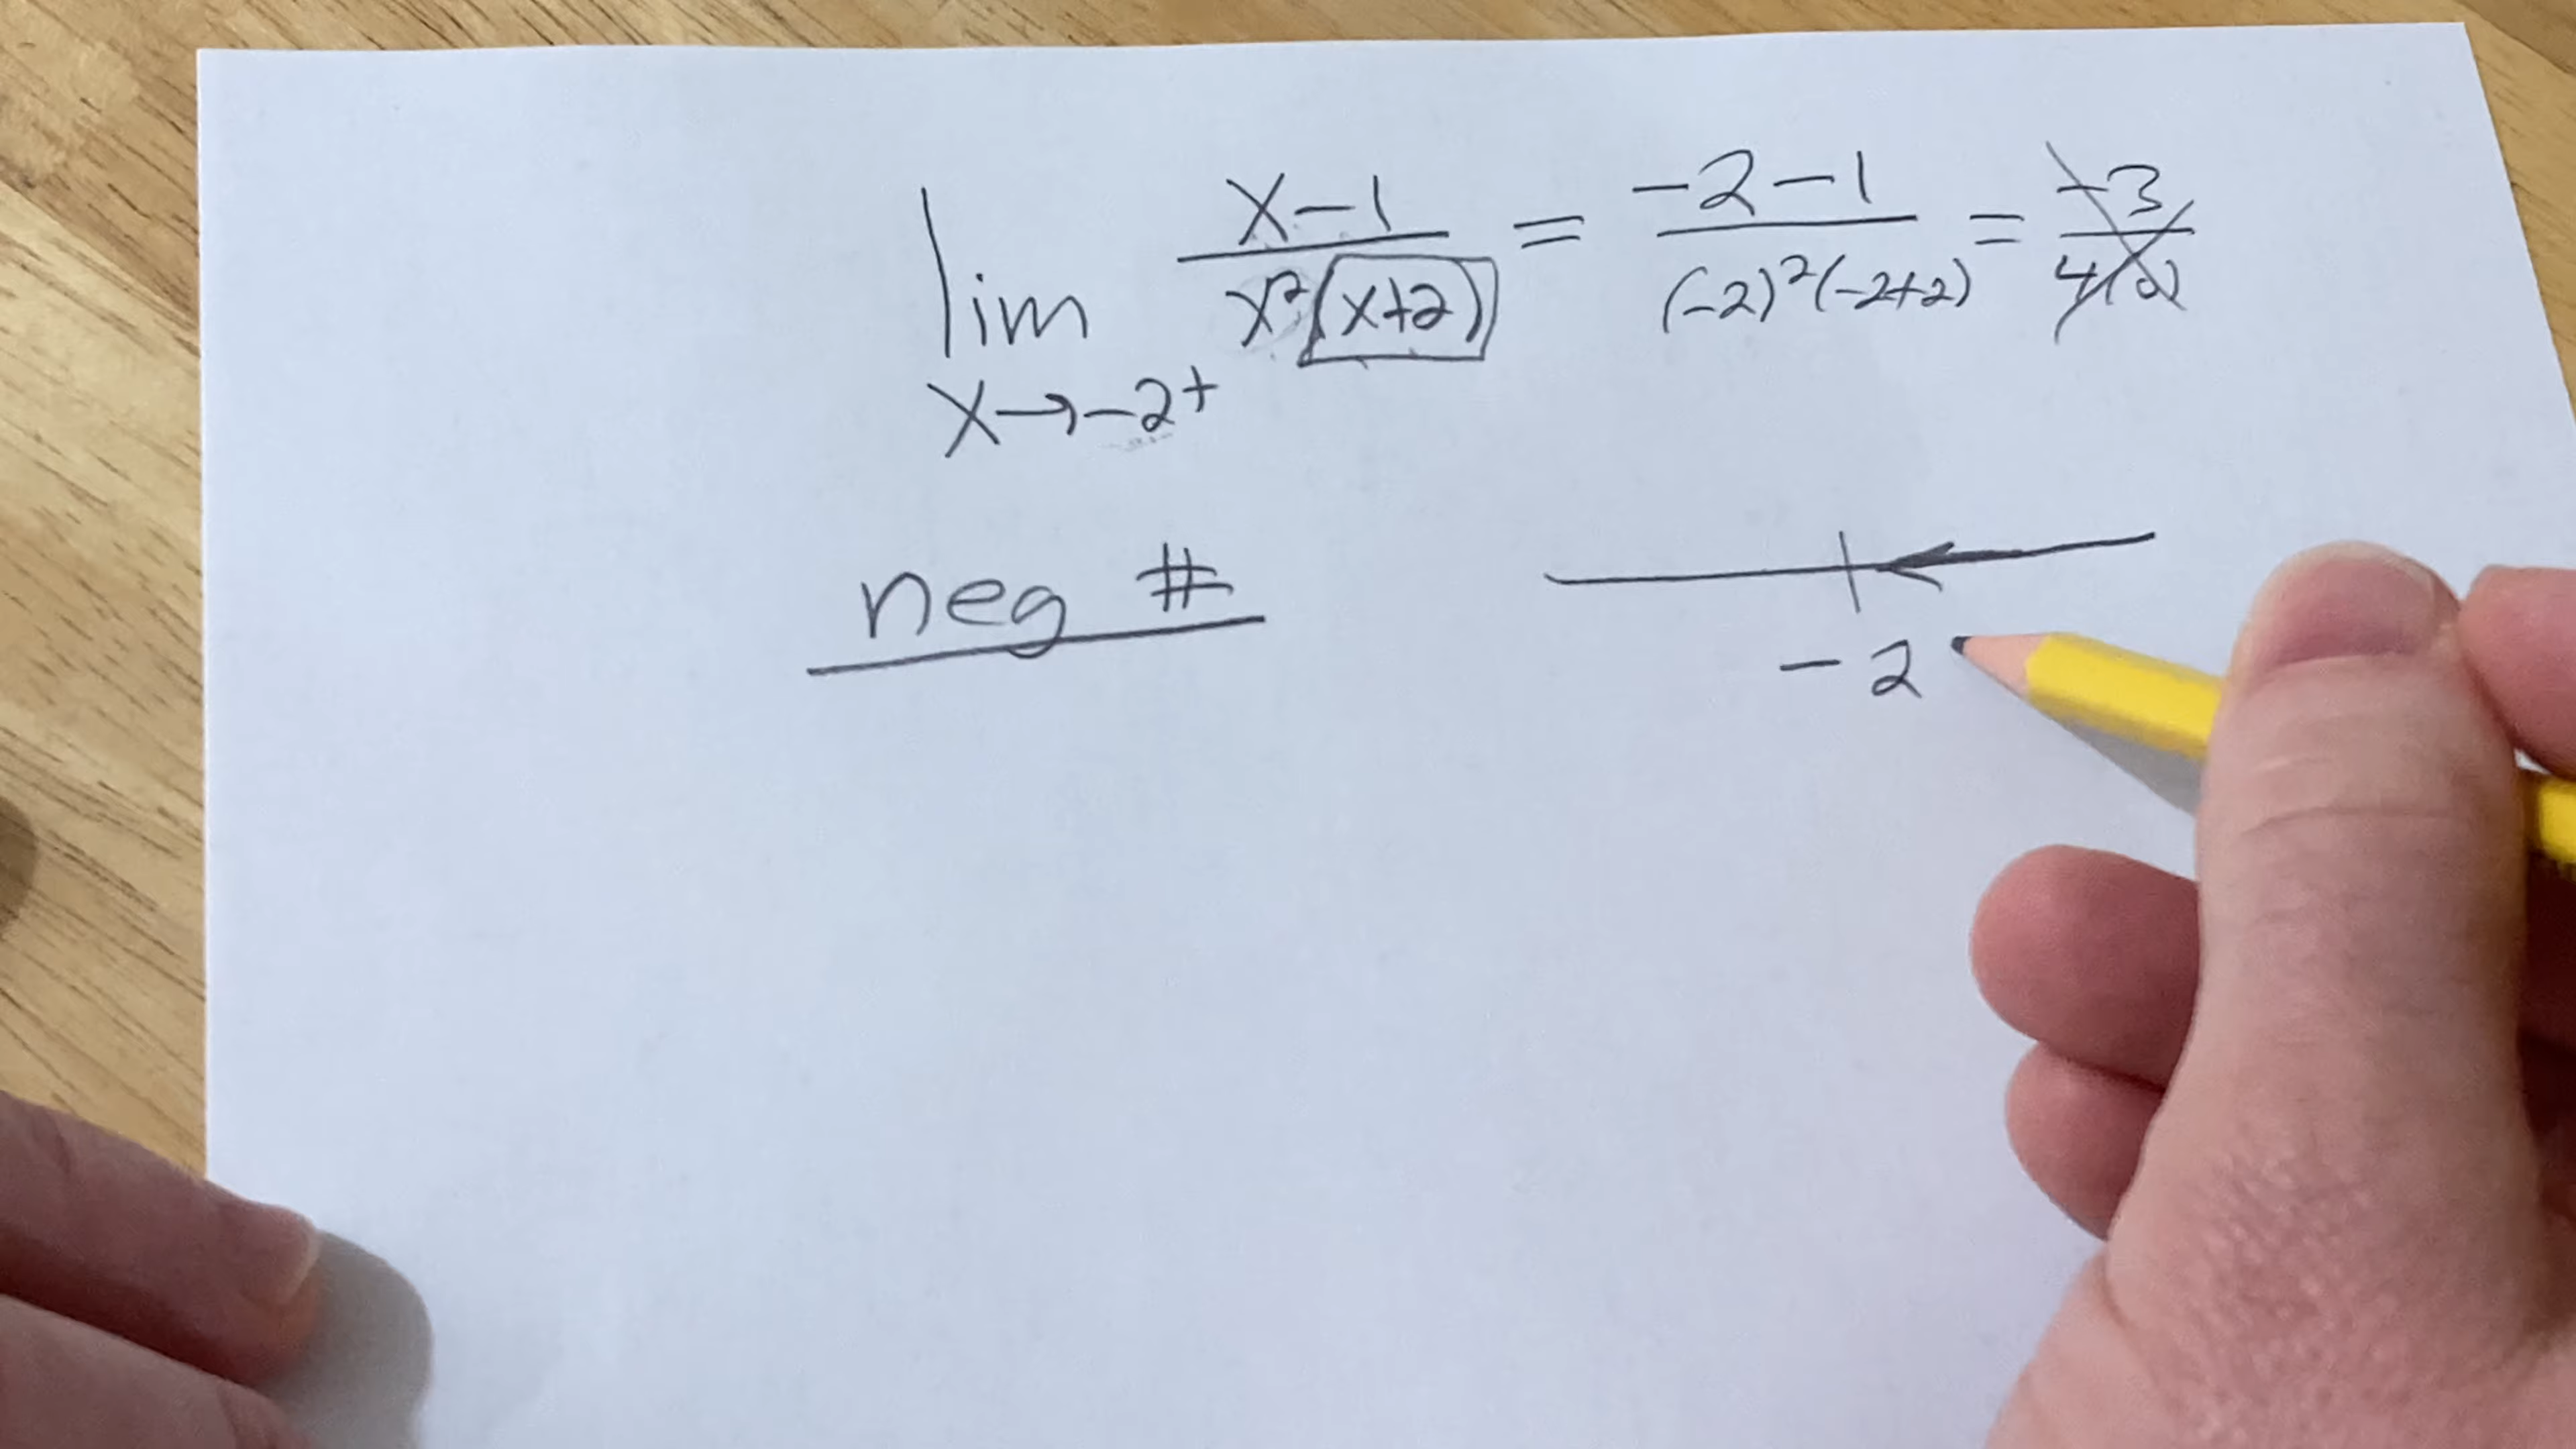 lim x→-2+ x-1 / x²(x+2) = -2-1 / (-2)²(-2+2) = -3 / 4(0)
neg #
-2